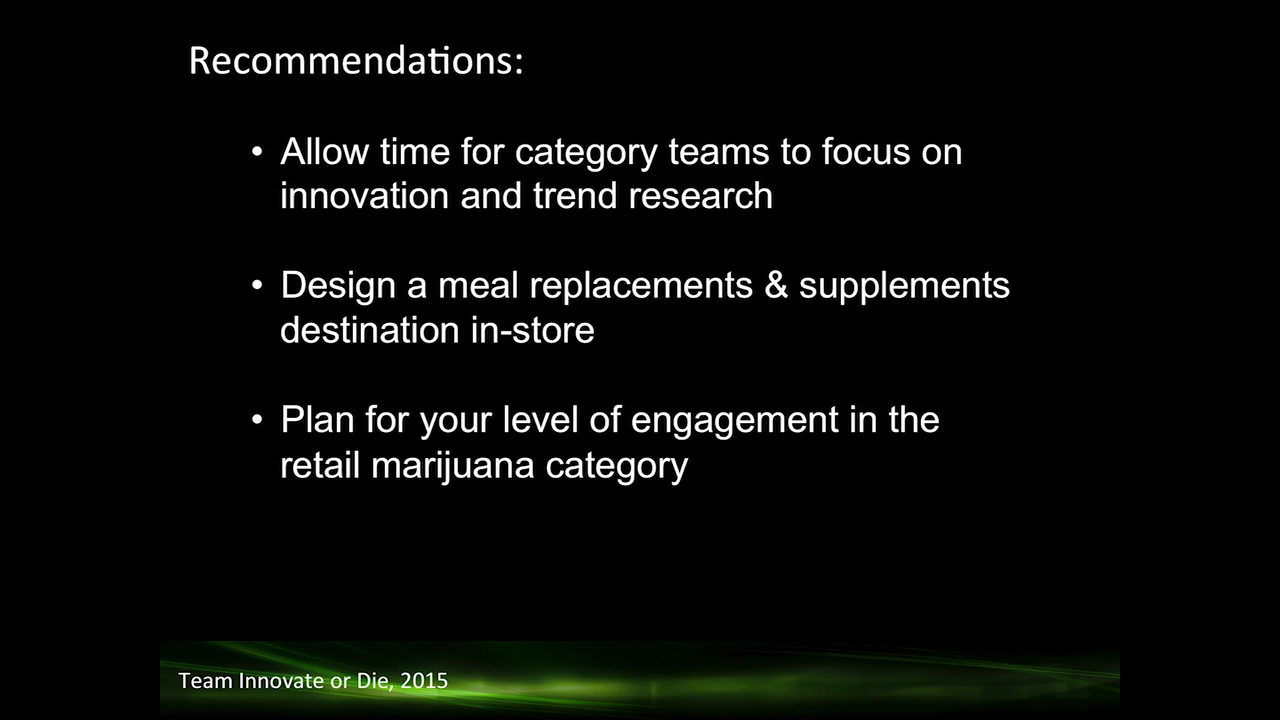 Recommendations:
• Allow time for category teams to focus on
innovation and trend research
• Design a meal replacements & supplements
destination in-store
• Plan for your level of engagement in the
retail marijuana category
Team Innovate or Die, 2015